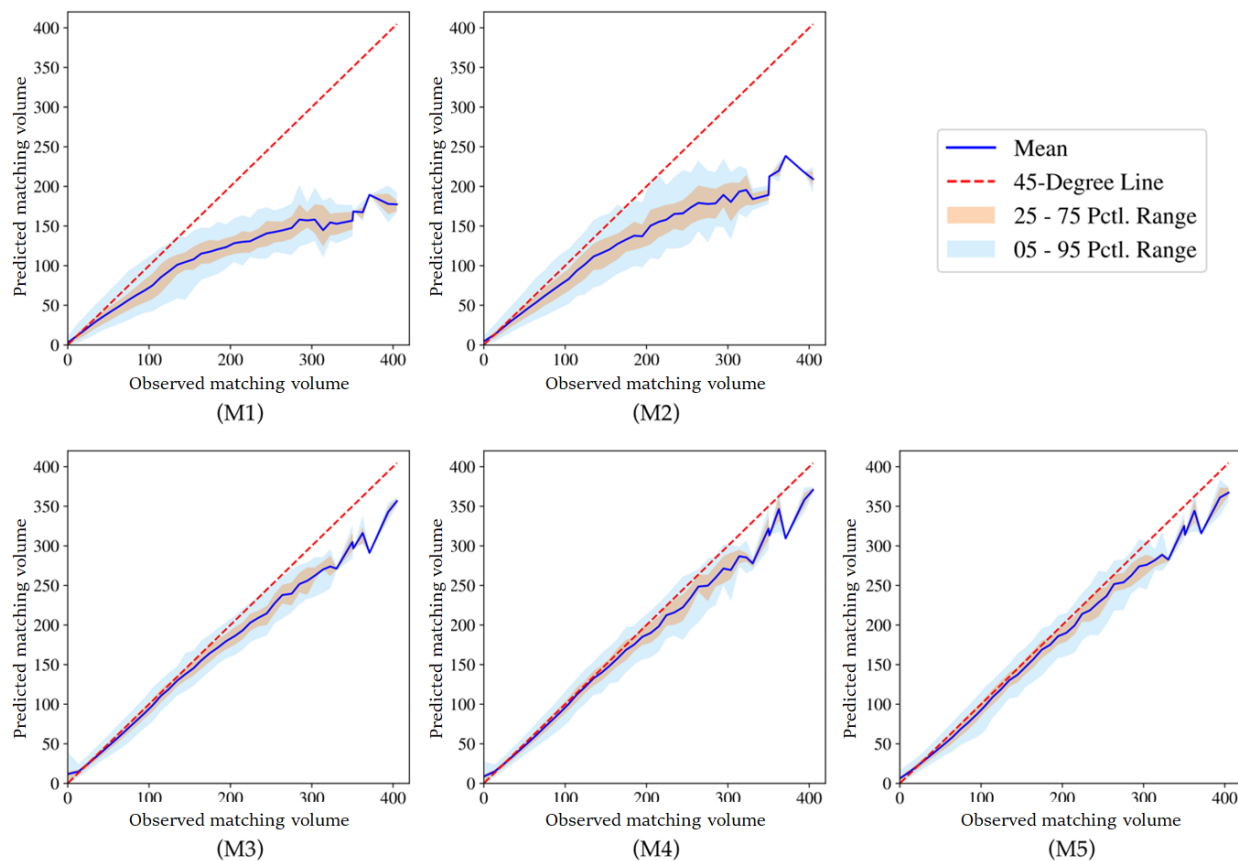 400
350
300
250
200
150
100
50
0
Predicted matching volume
0 100 200 300 400
Observed matching volume
(M1)
400
350
300
250
200
150
100
50
0
Predicted matching volume
0 100 200 300 400
Observed matching volume
(M2)
Mean
45-Degree Line
25 - 75 Pctl. Range
05 - 95 Pctl. Range
400
350
300
250
200
150
100
50
0
Predicted matching volume
0 100 200 300 400
Observed matching volume
(M3)
400
350
300
250
200
150
100
50
0
Predicted matching volume
0 100 200 300 400
Observed matching volume
(M4)
400
350
300
250
200
150
100
50
0
Predicted matching volume
0 100 200 300 400
Observed matching volume
(M5)